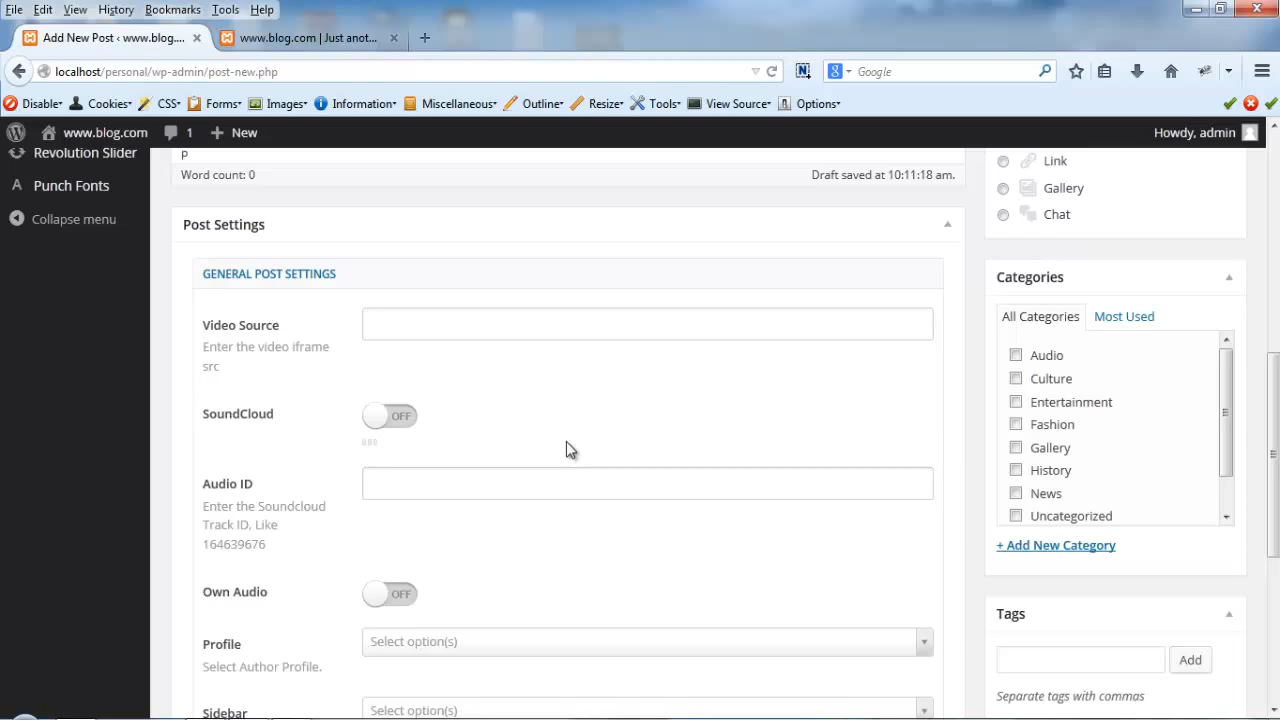 File Edit View History Bookmarks Tools Help
Add New Post ‹ www.blog.... × www.blog.com | Just anot... × +
localhost/personal/wp-admin/post-new.php Google
Disable Cookies CSS Forms Images Information Miscellaneous Outline Resize Tools View Source Options
www.blog.com 1 + New Howdy, admin
Revolution Slider
Punch Fonts
Collapse menu
p
Word count: 0 Draft saved at 10:11:18 am.
Post Settings
GENERAL POST SETTINGS
Video Source
Enter the video iframe
src
SoundCloud OFF
Audio ID
Enter the Soundcloud
Track ID, Like
164639676
Own Audio OFF
Profile Select option(s)
Select Author Profile.
Sidebar Select option(s)
Link
Gallery
Chat
Categories
All Categories Most Used
Audio
Culture
Entertainment
Fashion
Gallery
History
News
Uncategorized
+ Add New Category
Tags
Add
Separate tags with commas